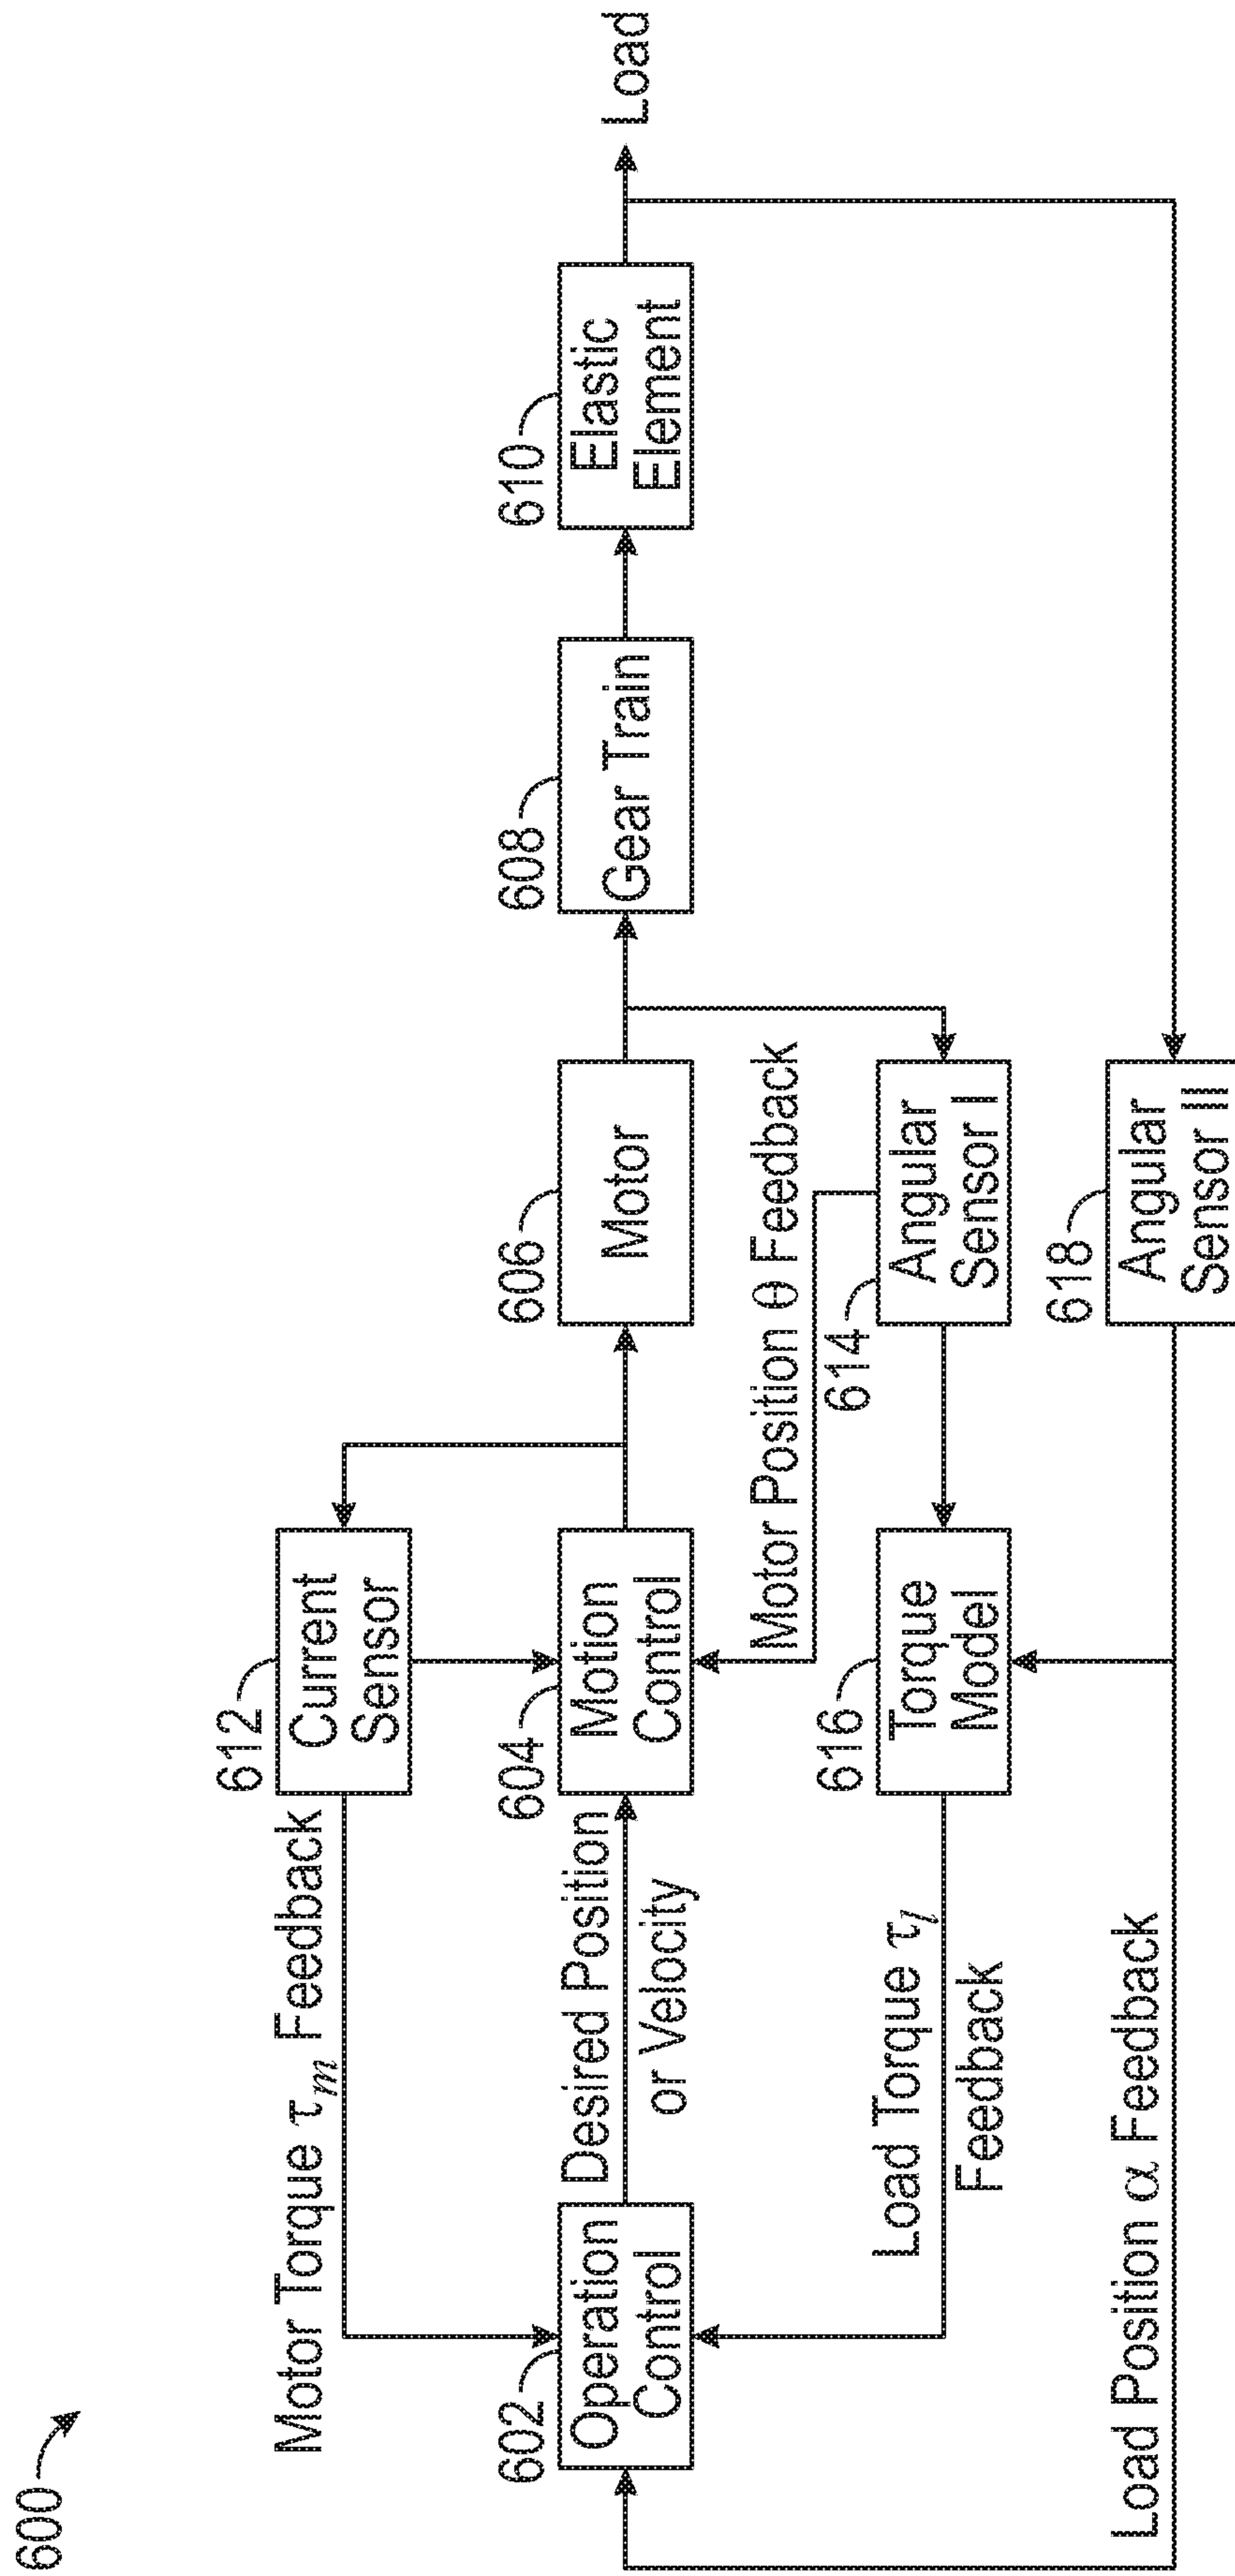 600
Motor Torque τm Feedback
612
Current
Sensor
602
Operation
Control
Desired Position
or Velocity
604
Motion
Control
606
Motor
608
Gear Train
610
Elastic
Element
Load
Motor Position θ Feedback
Load Torque τl
Feedback
616
Torque
Model
614
Angular
Sensor I
Load Position α Feedback
618
Angular
Sensor II